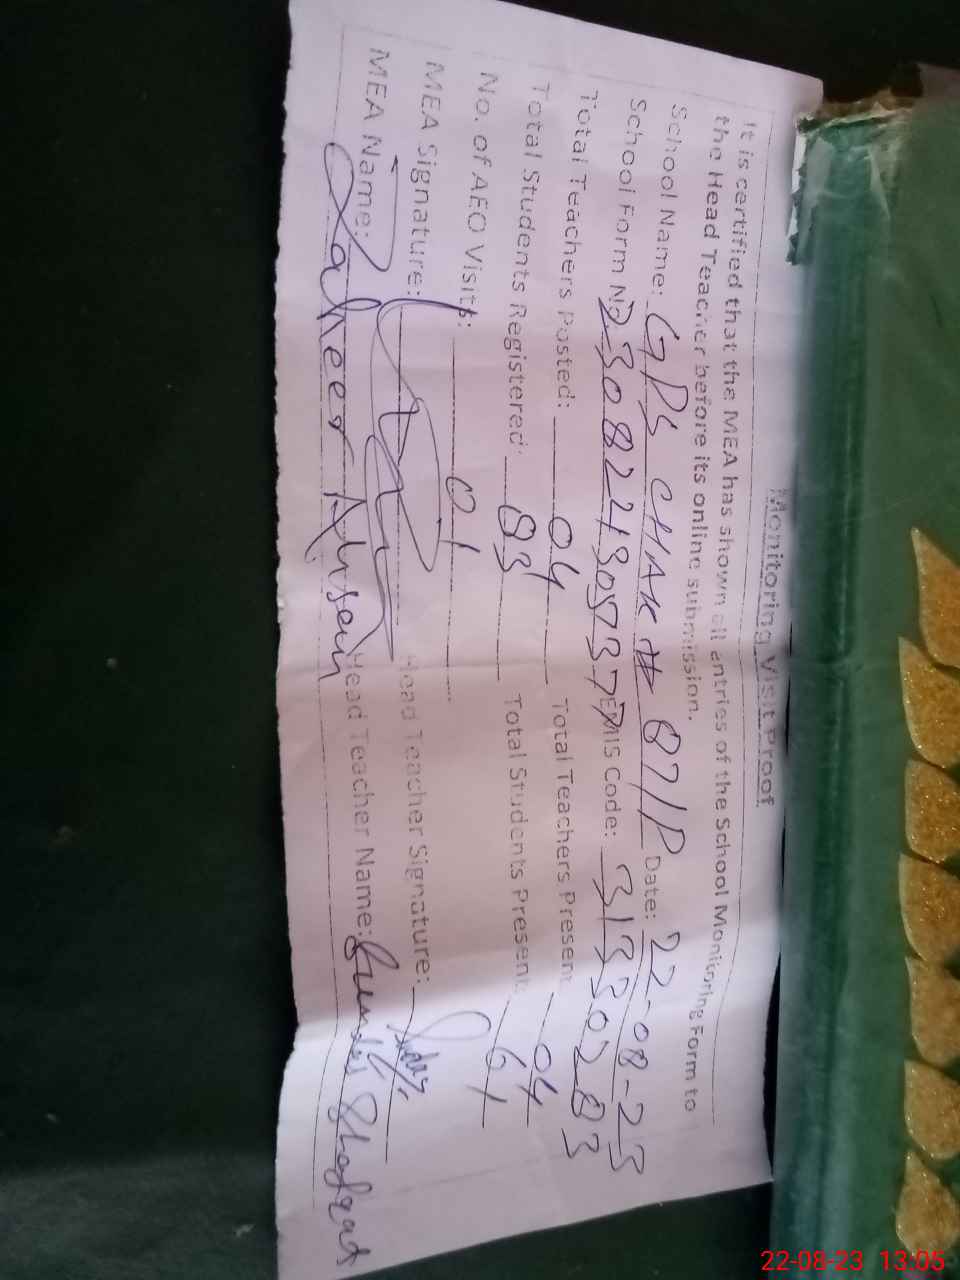 Monitoring Visit Proof
It is certified that the MEA has shown all entries of the School Monitoring Form to
the Head Teacher before its online submission.
School Name: GPS CHAK # 87/P Date: 22-08-23
School Form No. EMIS Code: 31330283
Total Teachers Posted: 04 Total Teachers Present: 04
Total Students Registered: 83 Total Students Present: 61
No. of AEO Visits: 01
MEA Signature: Head Teacher Signature:
MEA Name: Zaheer Ahmed Head Teacher Name: Shafqat
22-08-23 13:05